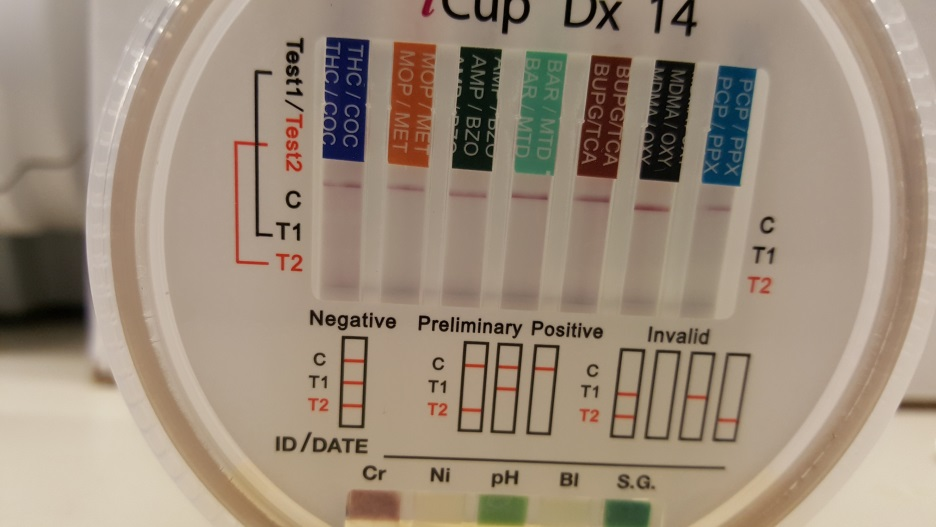 iCup Dx 14
Test1/Test2
THC / COC THC / COC
MOP / MET MOP / MET
AMP / BZO AMP / BZO AMP / BZO
BAR / MTD BAR / MTD
BUPG/TCA BUPG/TCA
MDMA / OXY MDMA / OXY
PCP / PPX PCP / PPX
C
T1
T2
C
T1
T2
Negative Preliminary Positive Invalid
C C C
T1 T1 T1
T2 T2 T2
ID/DATE
Cr Ni pH Bl S.G.